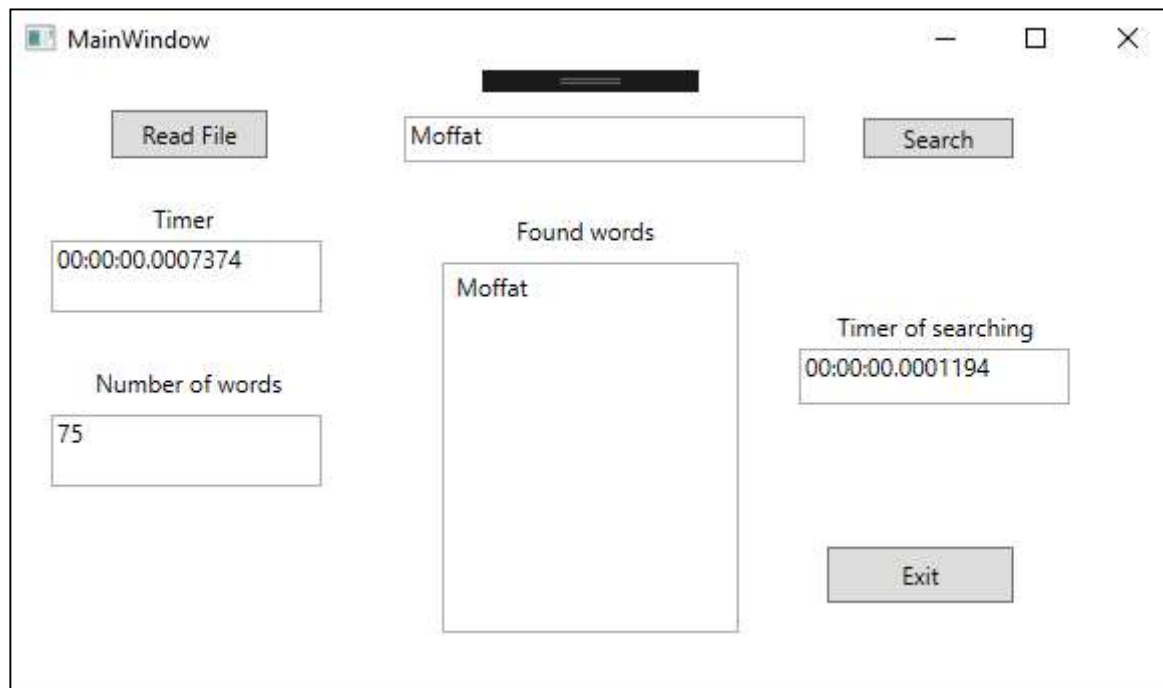 MainWindow
Read File
Moffat
Search
Timer
00:00:00.0007374
Found words
Moffat
Timer of searching
00:00:00.0001194
Number of words
75
Exit